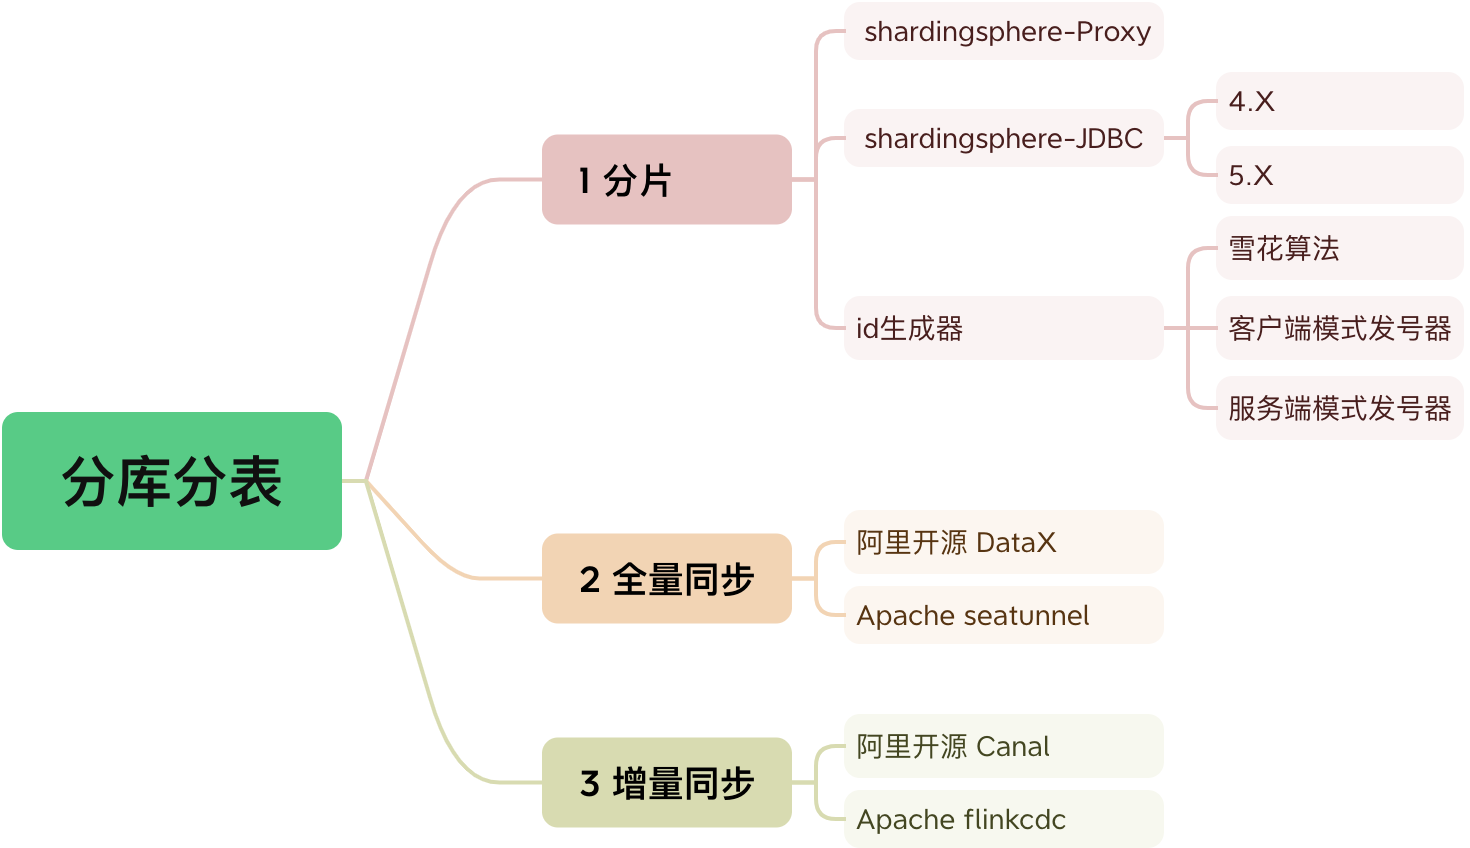 分库分表
1 分片
shardingsphere-Proxy
shardingsphere-JDBC
4.X
5.X
id生成器
雪花算法
客户端模式发号器
服务端模式发号器
2 全量同步
阿里开源 DataX
Apache seatunnel
3 增量同步
阿里开源 Canal
Apache flinkcdc